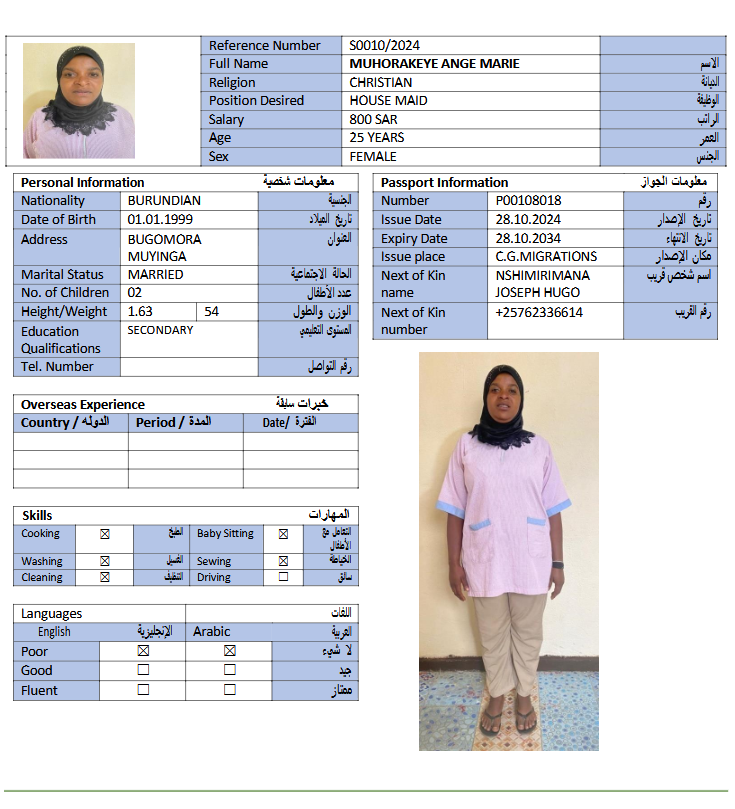 Reference Number S0010/2024
Full Name MUHORAKEYE ANGE MARIE الاسم
Religion CHRISTIAN الديانة
Position Desired HOUSE MAID الوظيفة
Salary 800 SAR الراتب
Age 25 YEARS العمر
Sex FEMALE الجنس
Personal Information معلومات شخصية
Nationality BURUNDIAN الجنسية
Date of Birth 01.01.1999 تاريخ الميلاد
Address BUGOMORA العنوان
MUYINGA
Marital Status MARRIED الحالة الاجتماعية
No. of Children 02 عدد الأطفال
Height/Weight 1.63 54 الوزن والطول
Education SECONDARY المستوى التعليمي
Qualifications
Tel. Number رقم التواصل
Passport Information معلومات الجواز
Number P00108018 رقم
Issue Date 28.10.2024 تاريخ الإصدار
Expiry Date 28.10.2034 تاريخ الانتهاء
Issue place C.G.MIGRATIONS مكان الإصدار
Next of Kin NSHIMIRIMANA اسم شخص قريب
name JOSEPH HUGO
Next of Kin +25762336614 رقم القريب
number
Overseas Experience خبرات سابقة
Country / الدوله Period / المدة Date/ الفترة
Skills المهارات
Cooking ☒ الطبخ Baby Sitting ☒ التعامل مع
الأطفال
Washing ☒ الغسيل Sewing ☒ الخياطة
Cleaning ☒ التنظيف Driving ☐ سائق
Languages اللغات
English الإنجليزية Arabic العربية
Poor ☒ ☒ لا شيء
Good ☐ ☐ جيد
Fluent ☐ ☐ ممتاز